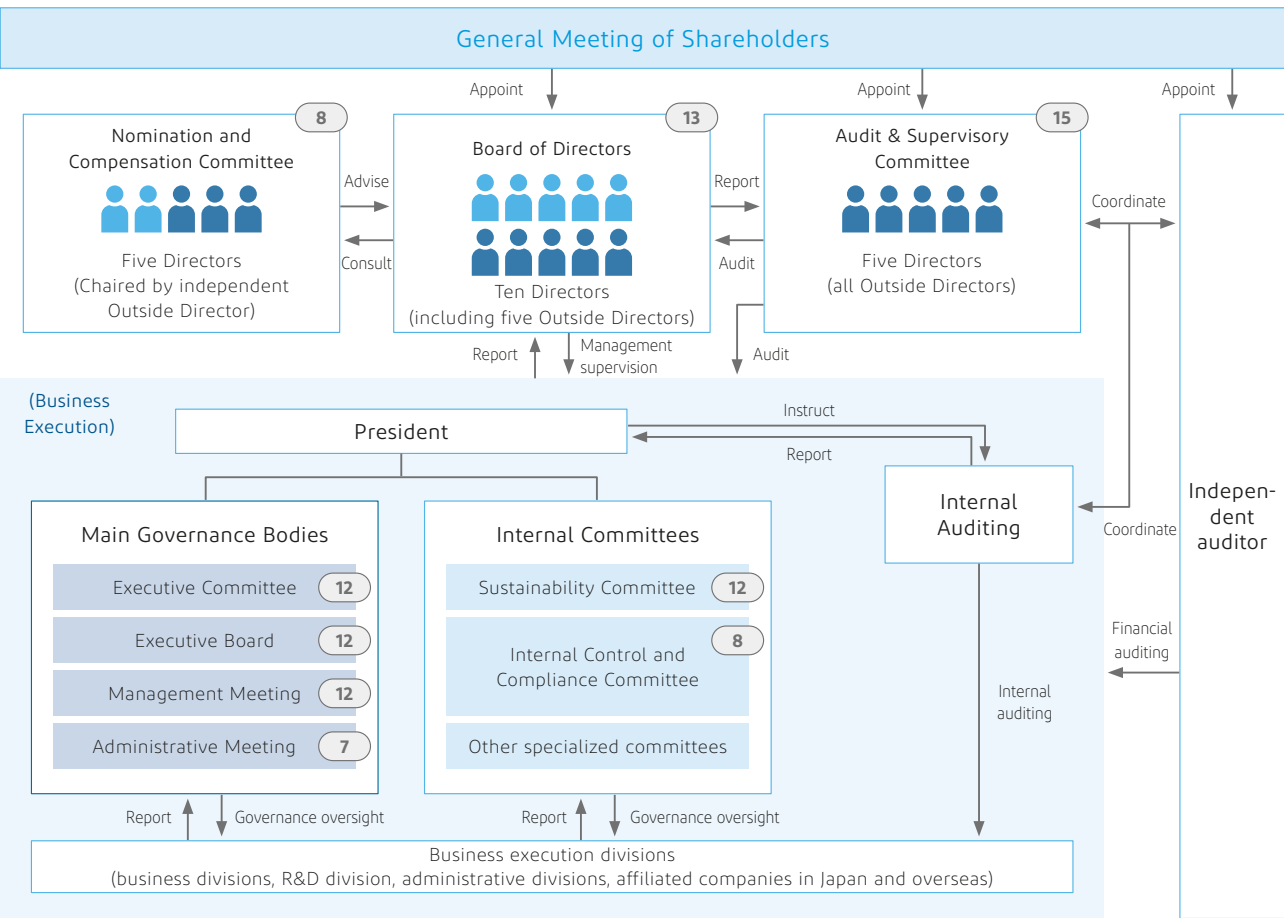 General Meeting of Shareholders
Appoint
Appoint
Appoint
8
Nomination and
Compensation Committee
Five Directors
(Chaired by independent
Outside Director)
Advise
Consult
13
Board of Directors
Ten Directors
(including five Outside Directors)
Report
Audit
15
Audit & Supervisory
Committee
Five Directors
(all Outside Directors)
Coordinate
Report
Management
supervision
Audit
(Business
Execution)
President
Instruct
Report
Internal
Auditing
Coordinate
Indepen-
dent
auditor
Main Governance Bodies
Executive Committee 12
Executive Board 12
Management Meeting 12
Administrative Meeting 7
Internal Committees
Sustainability Committee 12
8
Internal Control and
Compliance Committee
Other specialized committees
Internal
auditing
Financial
auditing
Report
Governance oversight
Report
Governance oversight
Business execution divisions
(business divisions, R&D division, administrative divisions, affiliated companies in Japan and overseas)